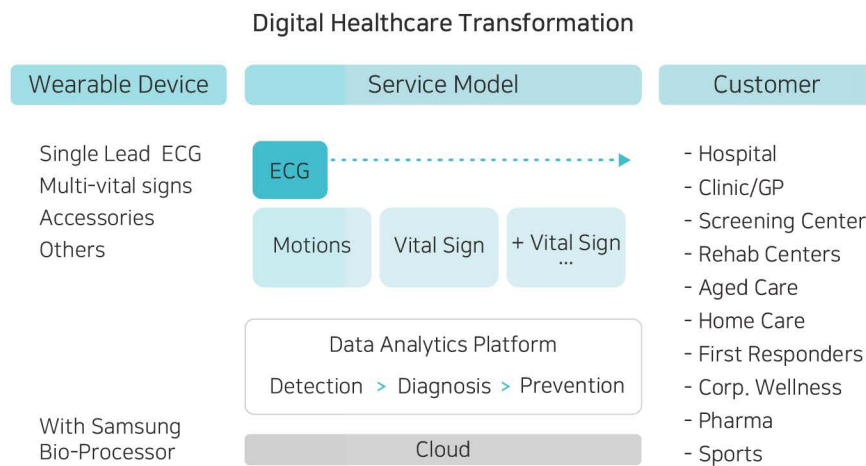 Digital Healthcare Transformation
Wearable Device
Service Model
Customer
Single Lead ECG
Multi-vital signs
Accessories
Others
With Samsung
Bio-Processor
ECG
Motions
Vital Sign
+ Vital Sign
...
Data Analytics Platform
Detection > Diagnosis > Prevention
Cloud
- Hospital
- Clinic/GP
- Screening Center
- Rehab Centers
- Aged Care
- Home Care
- First Responders
- Corp. Wellness
- Pharma
- Sports